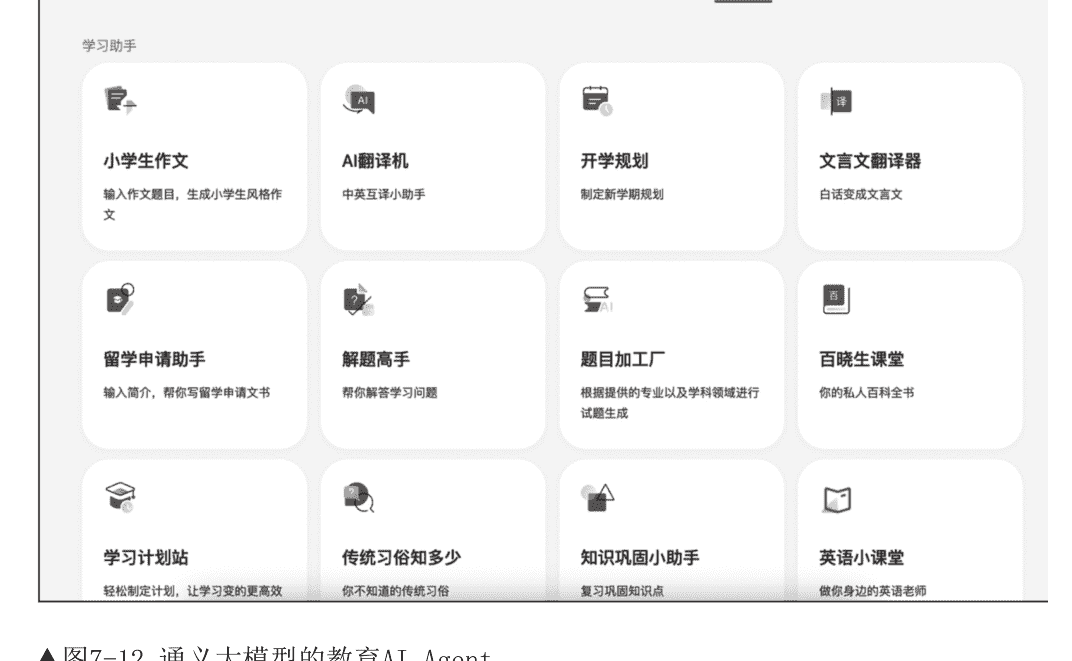 学习助手
AI
译
小学生作文
AI翻译机
开学规划
文言文翻译器
输入作文题目，生成小学生风格作
文
中英互译小助手
制定新学期规划
白话变成文言文
?
AI
百
留学申请助手
解题高手
题目加工厂
百晓生课堂
输入简介，帮你写留学申请文书
帮你解答学习问题
根据提供的专业以及学科领域进行
试题生成
你的私人百科全书
?
学习计划站
传统习俗知多少
知识巩固小助手
英语小课堂
轻松制定计划，让学习变的更高效
你不知道的传统习俗
复习巩固知识点
做你身边的英语老师
▲图7-12 通义大模型的教育AI Agent